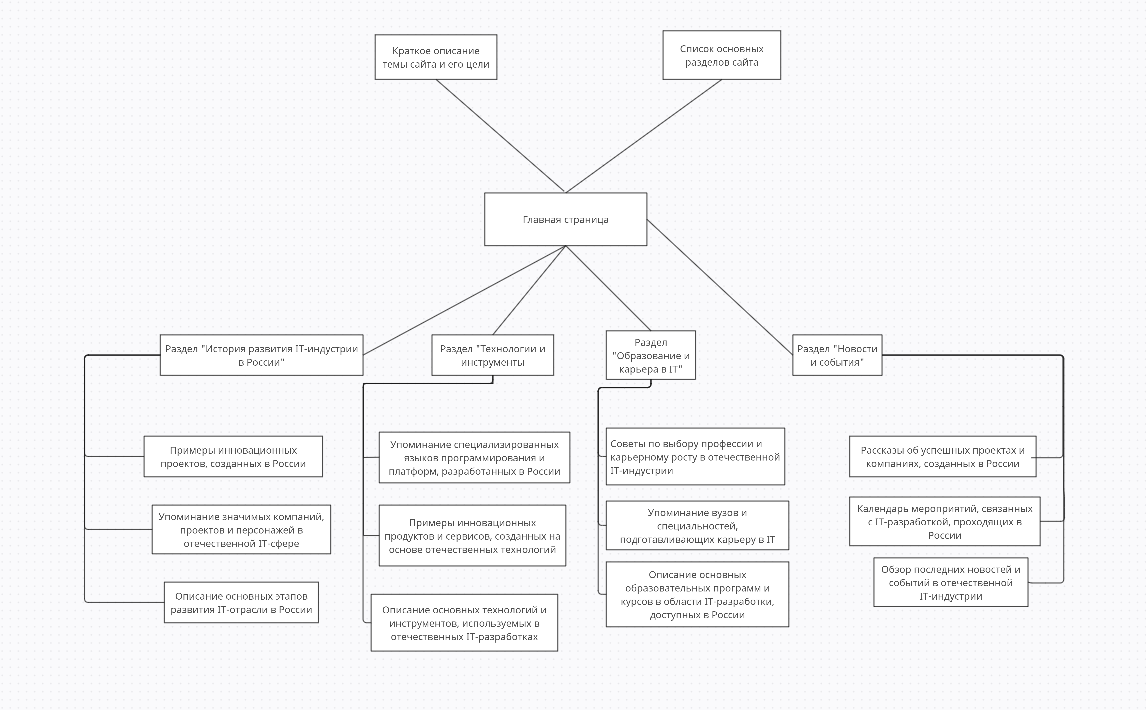 Краткое описание
темы сайта и его цели
Список основных
разделов сайта
Главная страница
Раздел "История развития IT-индустрии
в России"
Раздел "Технологии и
инструменты
Раздел
"Образование и
карьера в IT"
Раздел "Новости
и события"
Примеры инновационных
проектов, созданных в России
Упоминание значимых компаний,
проектов и персонажей в
отечественной IT-сфере
Описание основных этапов
развития IT-отрасли в России
Упоминание специализированных
языков программирования и
платформ, разработанных в России
Примеры инновационных
продуктов и сервисов, созданных на
основе отечественных технологий
Описание основных технологий и
инструментов, используемых в
отечественных IT-разработках
Советы по выбору профессии и
карьерному росту в отечественной
IT-индустрии
Упоминание вузов и
специальностей,
подготавливающих карьеру в IT
Описание основных
образовательных программ и
курсов в области IT-разработки,
доступных в России
Рассказы об успешных проектах и
компаниях, созданных в России
Календарь мероприятий, связанных
с IT-разработкой, проходящих в
России
Обзор последних новостей и
событий в отечественной
IT-индустрии